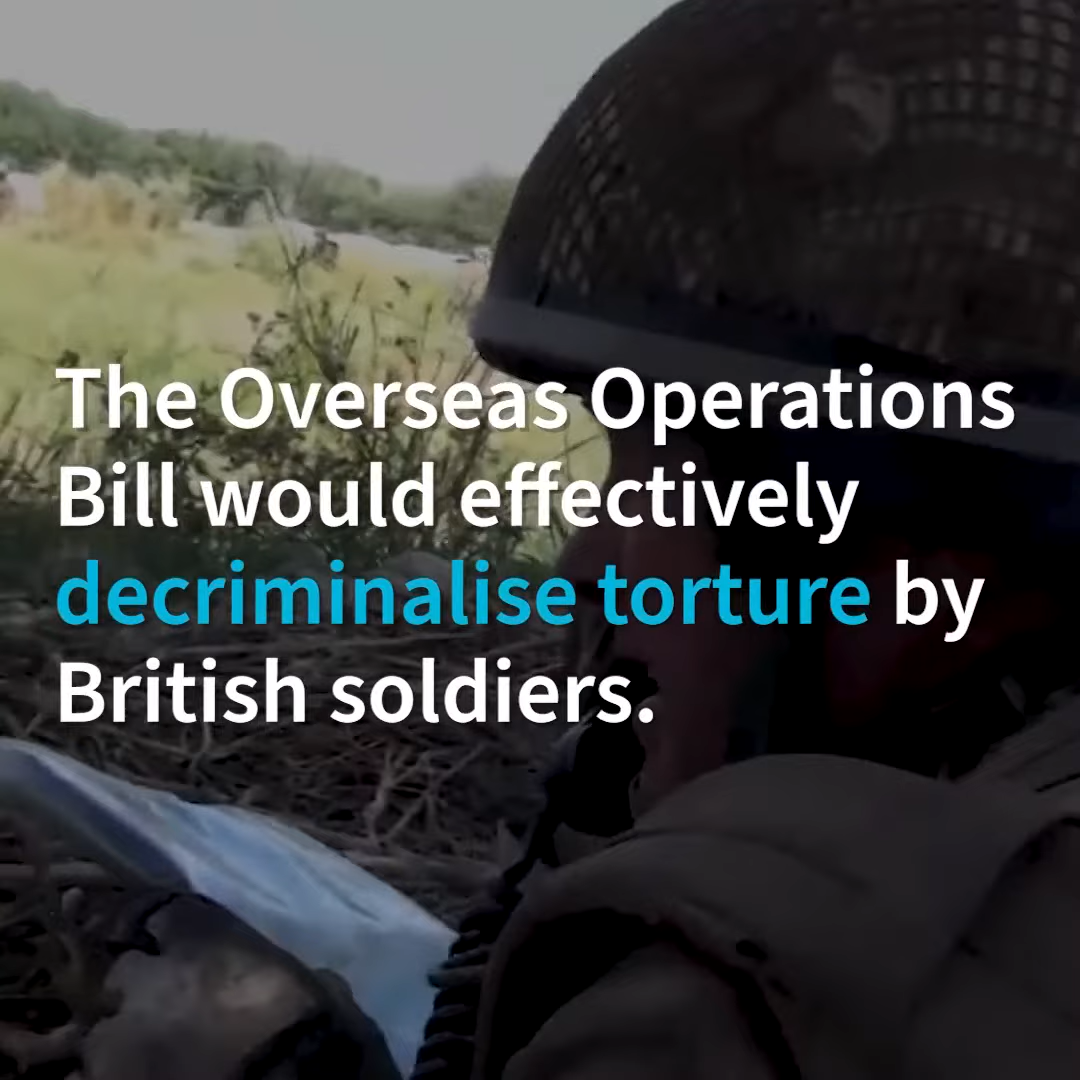 The Overseas Operations
Bill would effectively
decriminalise torture by
British soldiers.